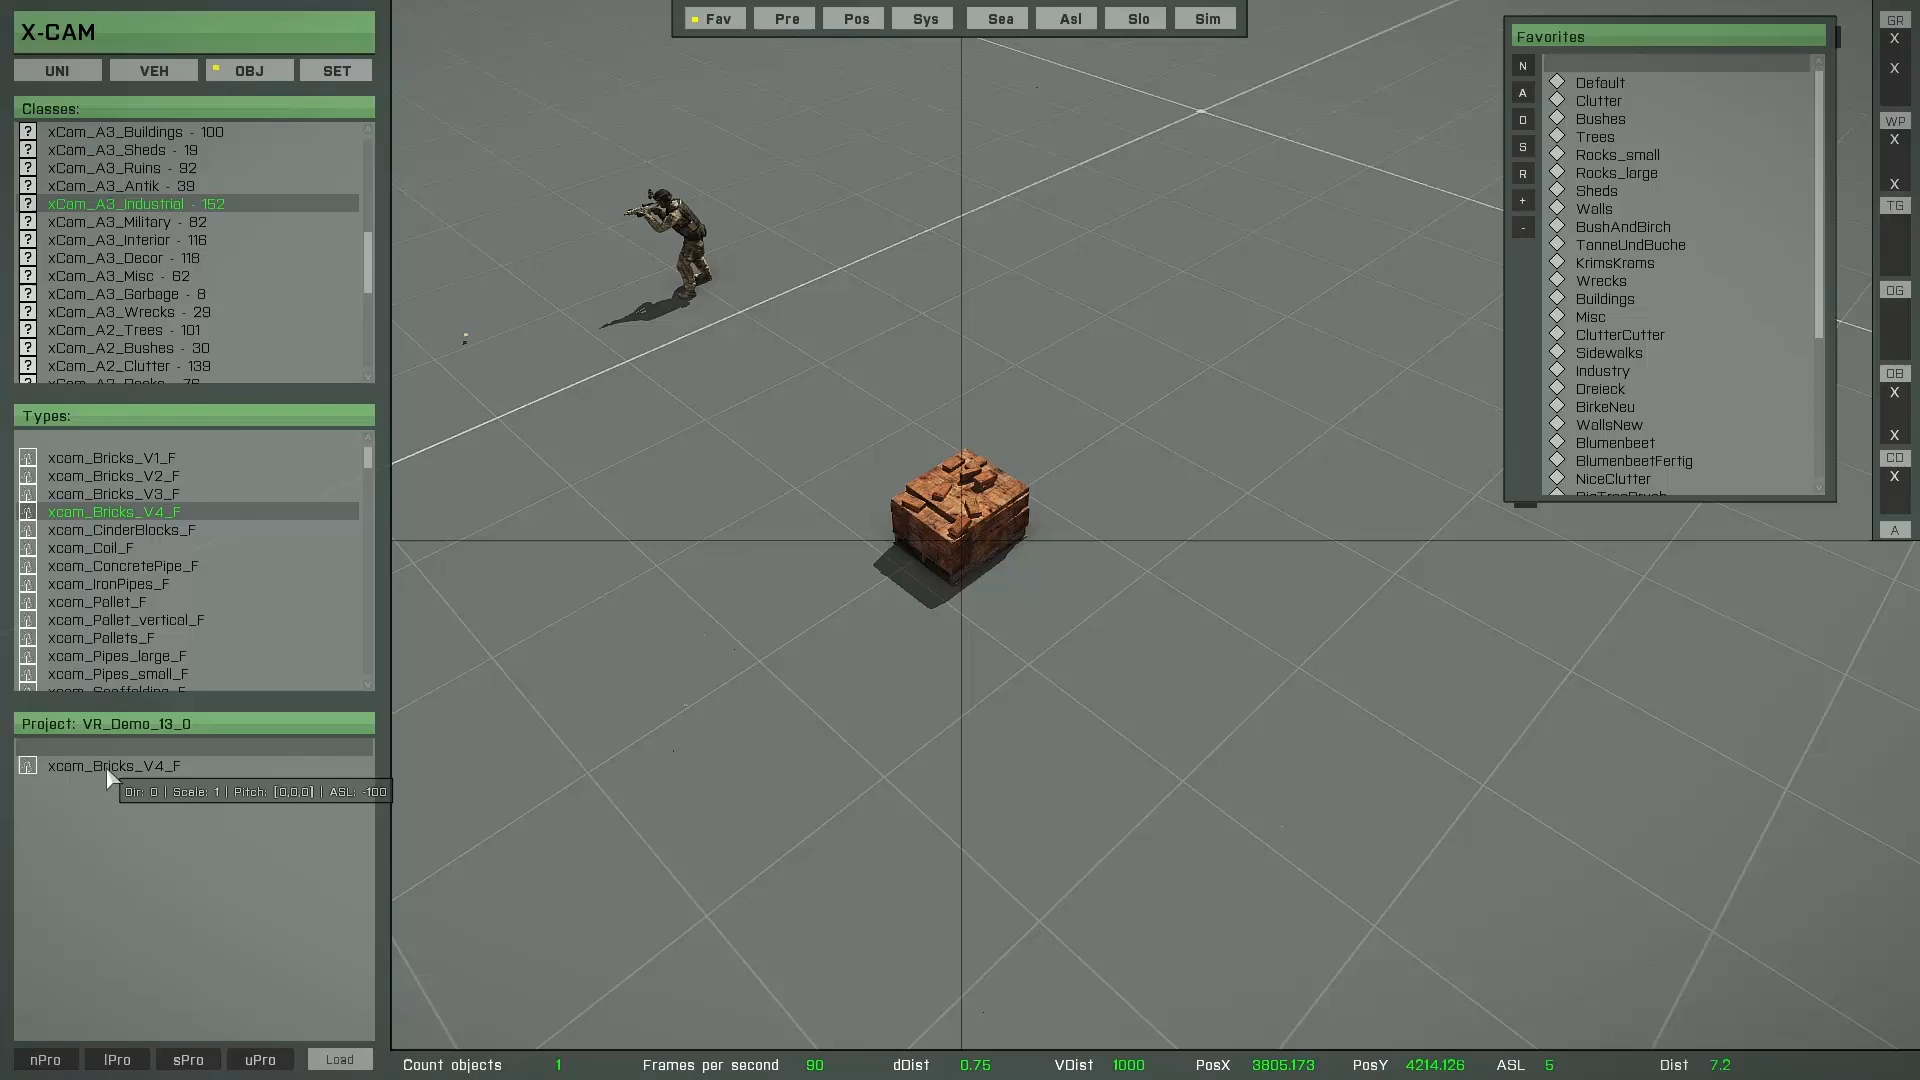 X-CAM
UNI VEH OBJ SET
Classes:
? xCam_A3_Buildings - 100
? xCam_A3_Sheds - 19
? xCam_A3_Ruins - 92
? xCam_A3_Antik - 39
? xCam_A3_Industrial - 152
? xCam_A3_Military - 82
? xCam_A3_Interior - 116
? xCam_A3_Decor - 118
? xCam_A3_Misc - 62
? xCam_A3_Garbage - 8
? xCam_A3_Wrecks - 29
? xCam_A2_Trees - 101
? xCam_A2_Bushes - 30
? xCam_A2_Clutter - 139
Types:
xcam_Bricks_V1_F
xcam_Bricks_V2_F
xcam_Bricks_V3_F
xcam_Bricks_V4_F
xcam_CinderBlocks_F
xcam_Coil_F
xcam_ConcretePipe_F
xcam_IronPipes_F
xcam_Pallet_F
xcam_Pallet_vertical_F
xcam_Pallets_F
xcam_Pipes_large_F
xcam_Pipes_small_F
Project: VR_Demo_13_0
xcam_Bricks_V4_F
Dir: 0 | Scale: 1 | Pitch: [0,0,0] | ASL: -100
nPro lPro sPro uPro Load
Fav Pre Pos Sys Sea Asl Slo Sim
Favorites
N
A
D
S
R
+
-
Default
Clutter
Bushes
Trees
Rocks_small
Rocks_large
Sheds
Walls
BushAndBirch
TanneUndBuche
KrimsKrams
Wrecks
Buildings
Misc
ClutterCutter
Sidewalks
Industry
Dreieck
BirkeNeu
WallsNew
Blumenbeet
BlumenbeetFertig
NiceClutter
GR
X
X
WP
X
X
TG
OG
OB
X
X
CO
X
A
Count objects 1 Frames per second 90 dDist 0.75 VDist 1000 PosX 3805.173 PosY 4214.126 ASL 5 Dist 7.2